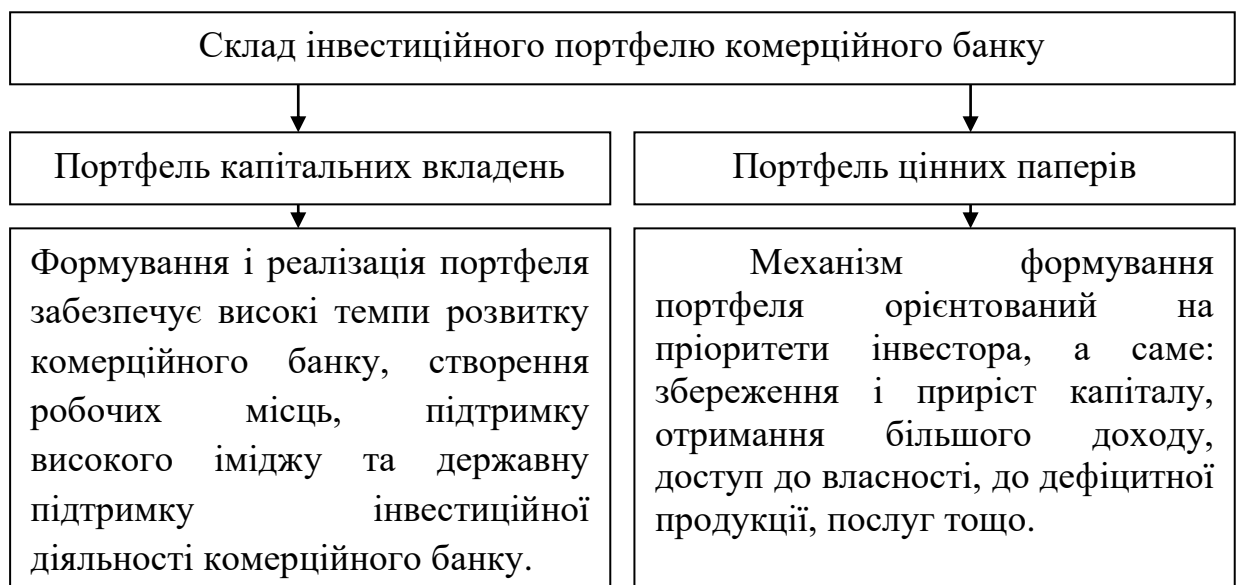 Склад інвестиційного портфелю комерційного банку
Портфель капітальних вкладень
Портфель цінних паперів
Формування і реалізація портфеля
забезпечує високі темпи розвитку
комерційного банку, створення
робочих місць, підтримку
високого іміджу та державну
підтримку інвестиційної
діяльності комерційного банку.
Механізм формування
портфеля орієнтований на
пріоритети інвестора, а саме:
збереження і приріст капіталу,
отримання більшого доходу,
доступ до власності, до дефіцитної
продукції, послуг тощо.